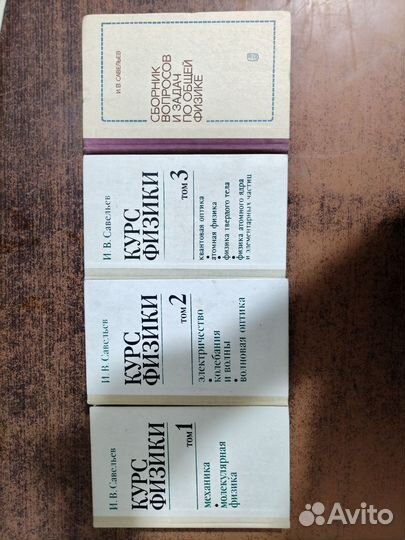 И. В. САВЕЛЬЕВ
СБОРНИК
ВОПРОСОВ
И ЗАДАЧ
ПО ОБЩЕЙ
ФИЗИКЕ
И. В. Савельев
КУРС
ФИЗИКИ
том 3
квантовая оптика
• атомная физика
• физика твердого тела
• физика атомного ядра
и элементарных частиц
И.В. Савельев
КУРС
ФИЗИКИ
том 2
электричество
• колебания
и волны
• волновая оптика
И. В. Савельев
КУРС
ФИЗИКИ
том 1
механика
• молекулярная
физика
Avito